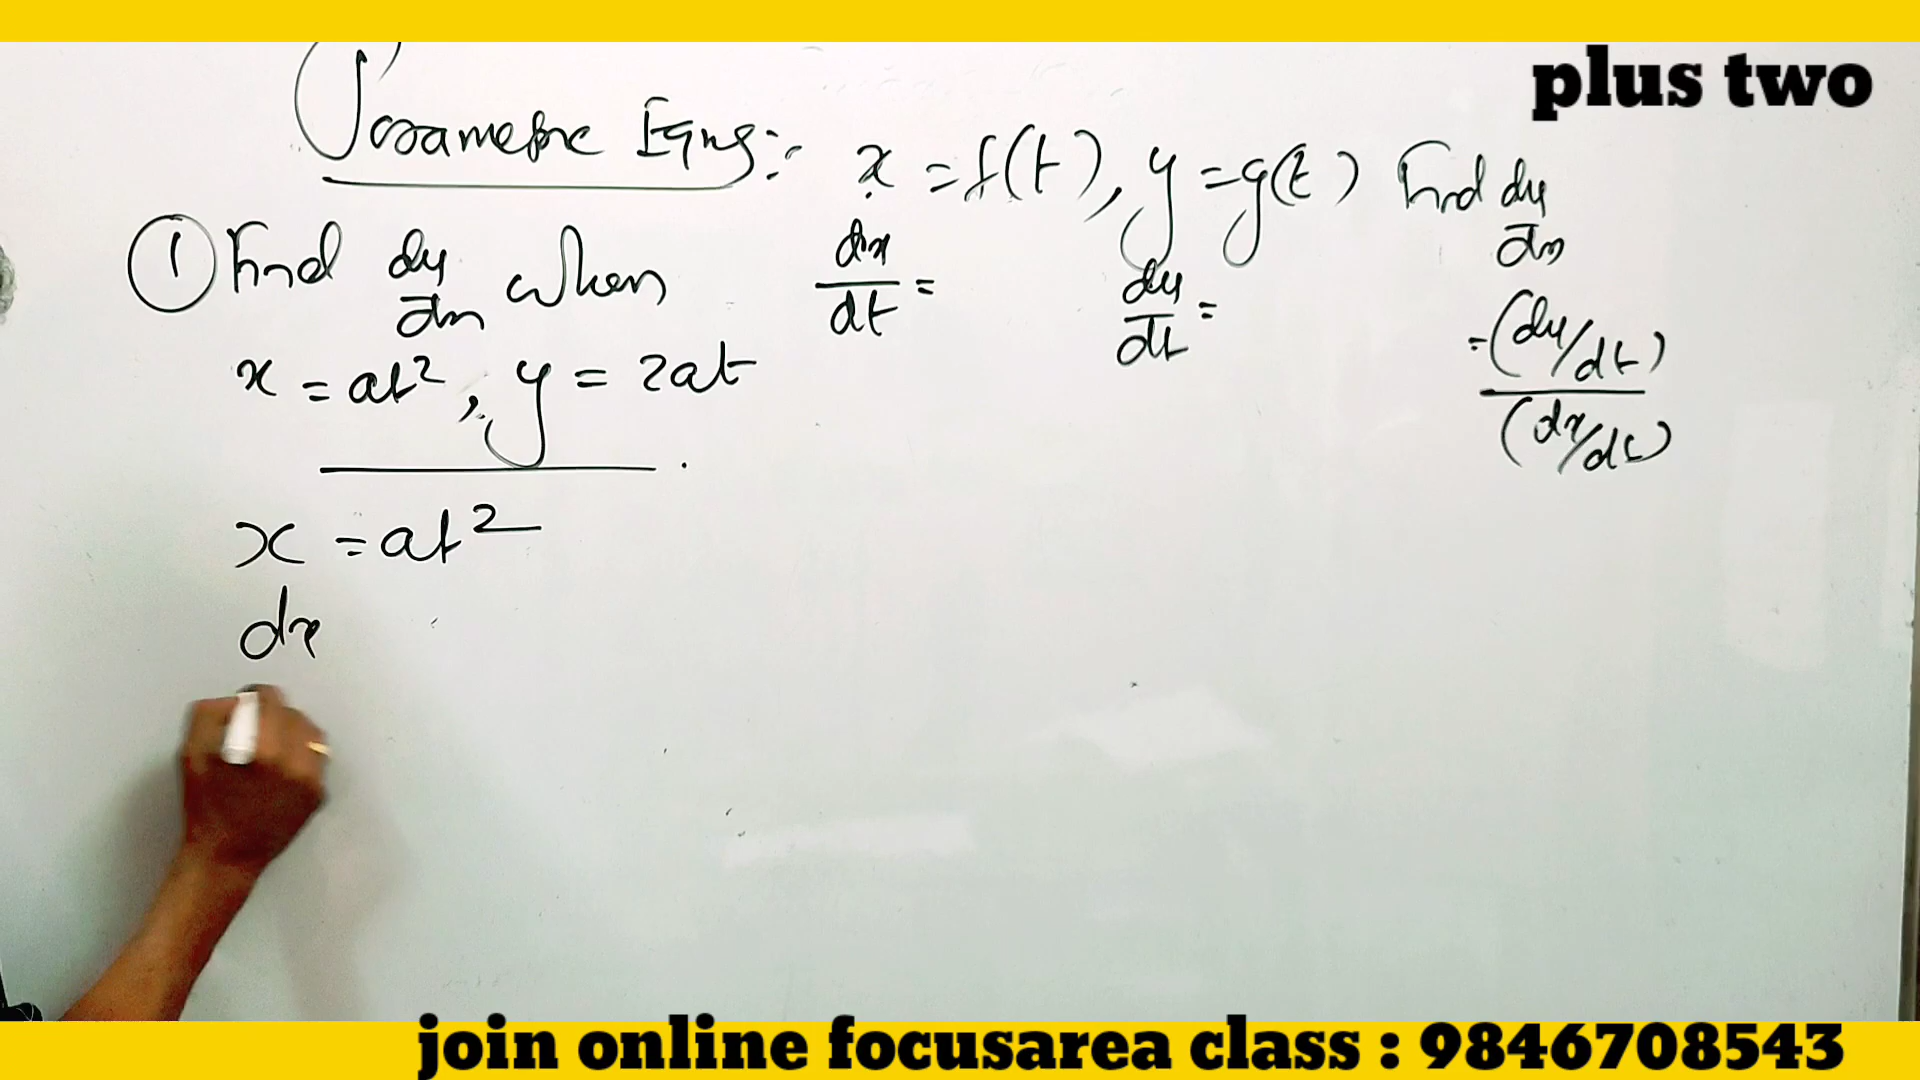 plus two
Parametric Eqns:- x = f(t), y = g(t) Find dy/dx
dx/dt =
dy/dt =
= (dy/dt)/(dx/dt)
① Find dy/dx when
x = at², y = 2at
x = at²
dx
join online focusarea class : 9846708543